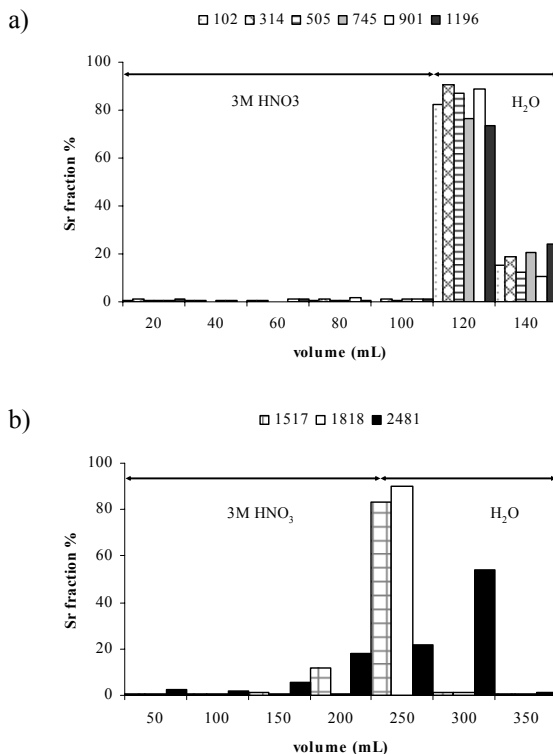 a)
102 314 505 745 901 1196
100
80
60
40
20
0
Sr fraction %
3M HNO3
H₂O
20 40 60 80 100 120 140
volume (mL)
b)
1517 1818 2481
100
80
60
40
20
0
Sr fraction %
3M HNO₃
H₂O
50 100 150 200 250 300 350
volume (mL)